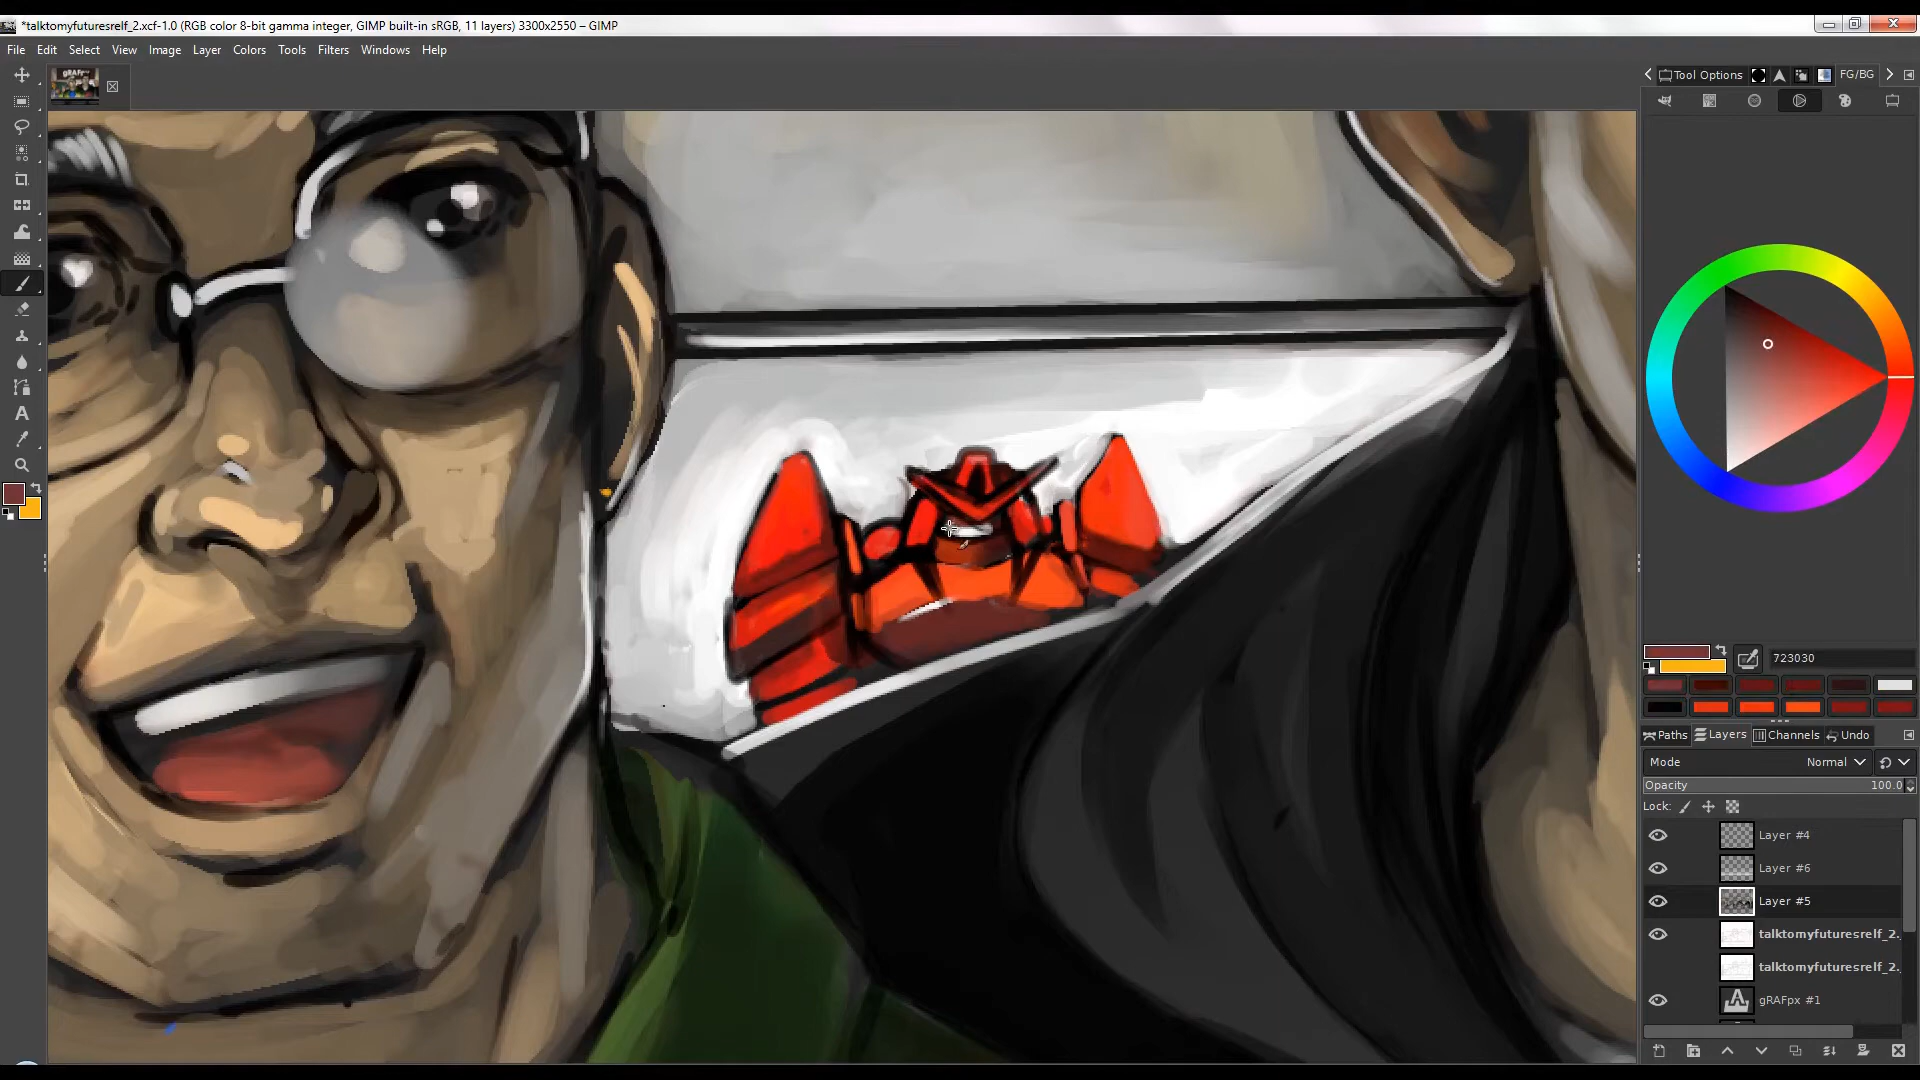 *talktomyfuturesrelf_2.xcf-1.0 (RGB color 8-bit gamma integer, GIMP built-in sRGB, 11 layers) 3300x2550 – GIMP
File Edit Select View Image Layer Colors Tools Filters Windows Help
Tool Options FG/BG
723030
Paths Layers Channels Undo
Mode Normal
Opacity 100.0
Lock:
Layer #4
Layer #6
Layer #5
talktomyfuturesrelf_2.
talktomyfuturesrelf_2.
gRAFpx #1